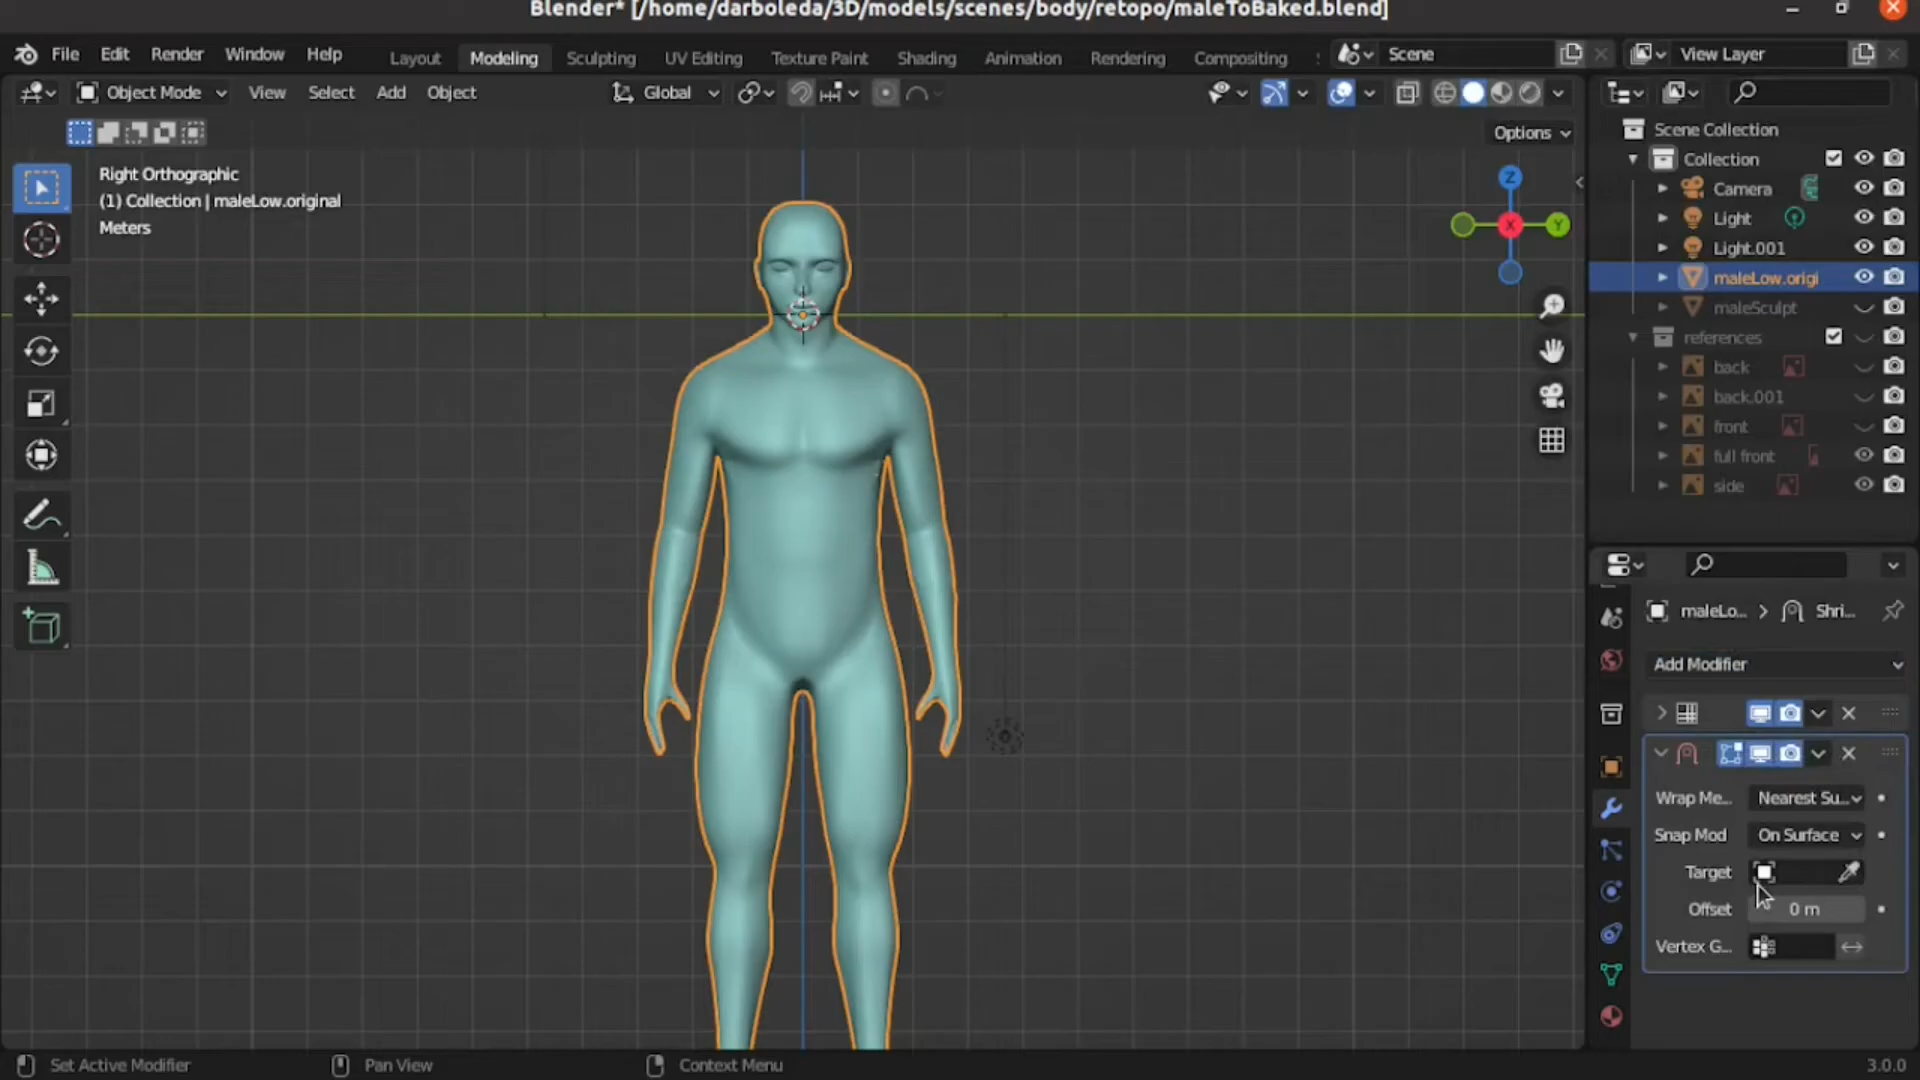 Blender* [/home/darboleda/3D/models/scenes/body/retopo/maleToBaked.blend]
File Edit Render Window Help Layout Modeling Sculpting UV Editing Texture Paint Shading Animation Rendering Compositing Scene View Layer
Object Mode View Select Add Object Global
Options
Right Orthographic
(1) Collection | maleLow.original
Meters
Z
X
Y
Scene Collection
Collection
Camera
Light
Light.001
maleLow.origi
maleSculpt
references
back
back.001
front
full front
side
maleLo... > Shri...
Add Modifier
Wrap Me... Nearest Su...
Snap Mod On Surface
Target
Offset 0 m
Vertex G...
Set Active Modifier Pan View Context Menu 3.0.0